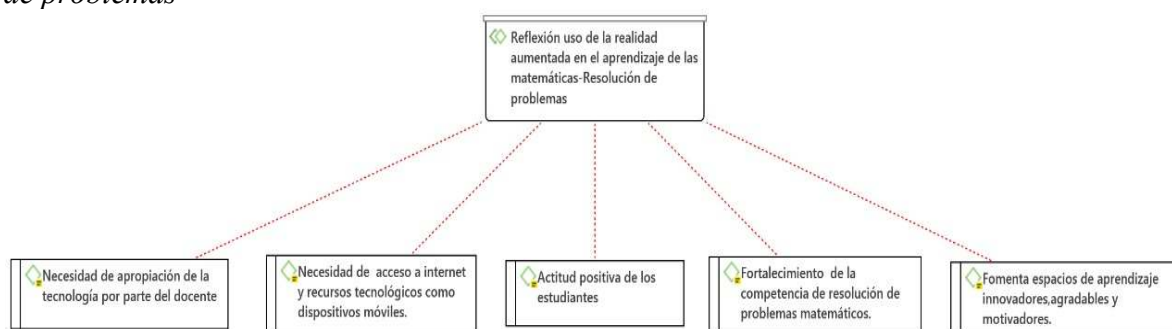 de problemas
Reflexión uso de la realidad
aumentada en el aprendizaje de las
matemáticas-Resolución de
problemas
Necesidad de apropiación de la
tecnología por parte del docente
Necesidad de acceso a internet
y recursos tecnológicos como
dispositivos móviles.
Actitud positiva de los
estudiantes
Fortalecimiento de la
competencia de resolución de
problemas matemáticos.
Fomenta espacios de aprendizaje
innovadores,agradables y
motivadores.